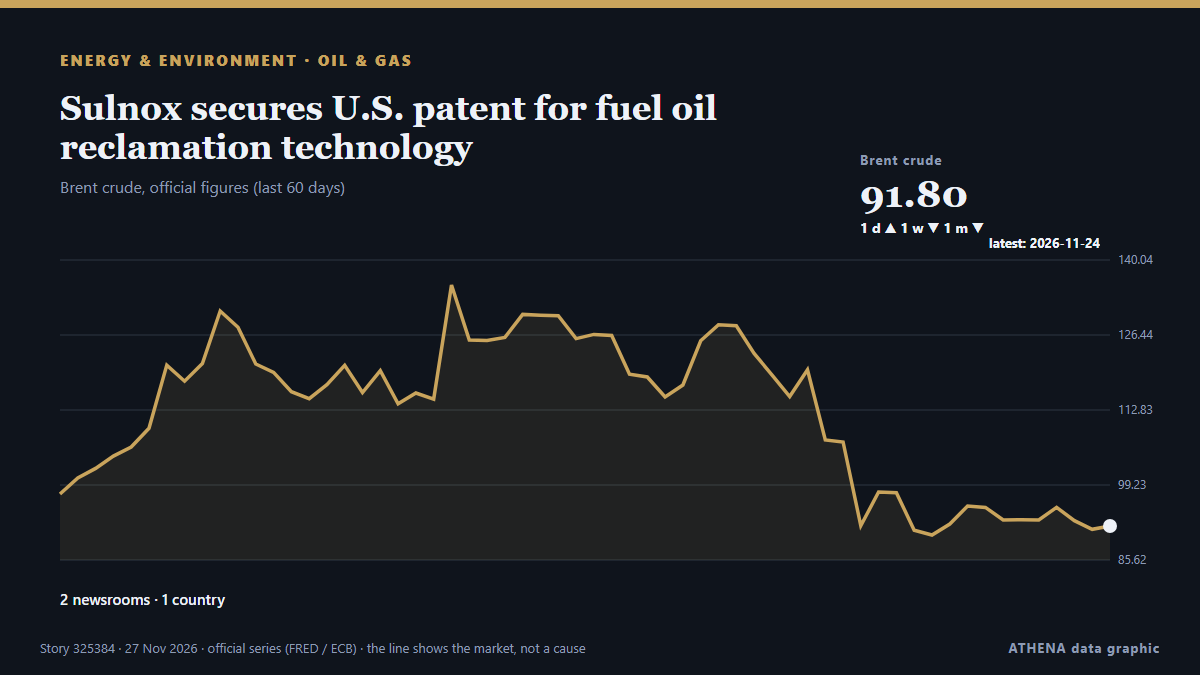 ENERGY & ENVIRONMENT · OIL & GAS
Sulnox secures U.S. patent for fuel oil
reclamation technology
Brent crude, official figures (last 60 days)
Brent crude
91.80
1 d ▲ 1 w ▼ 1 m ▼
latest: 2026-11-24
140.04
126.44
112.83
99.23
85.62
2 newsrooms · 1 country
Story 325384 · 27 Nov 2026 · official series (FRED / ECB) · the line shows the market, not a cause
ATHENA data graphic